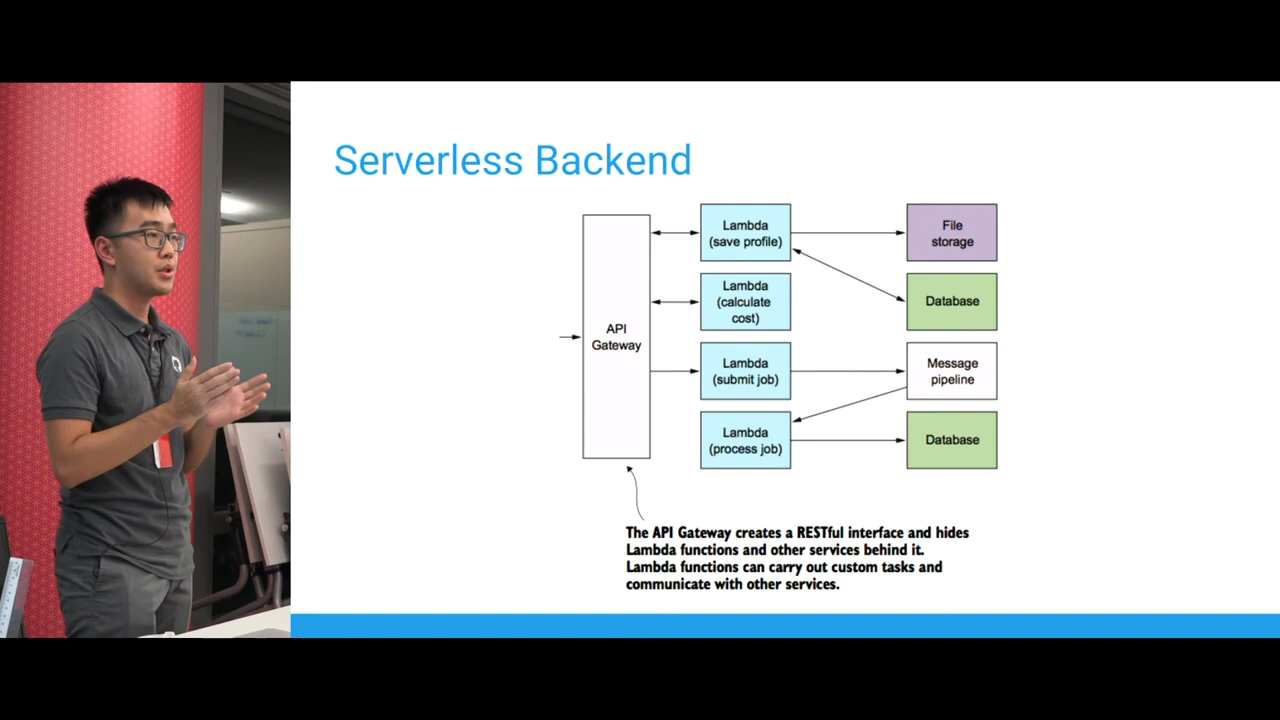 Serverless Backend
API
Gateway
Lambda
(save profile)
File
storage
Lambda
(calculate
cost)
Database
Lambda
(submit job)
Message
pipeline
Lambda
(process job)
Database
The API Gateway creates a RESTful interface and hides
Lambda functions and other services behind it.
Lambda functions can carry out custom tasks and
communicate with other services.